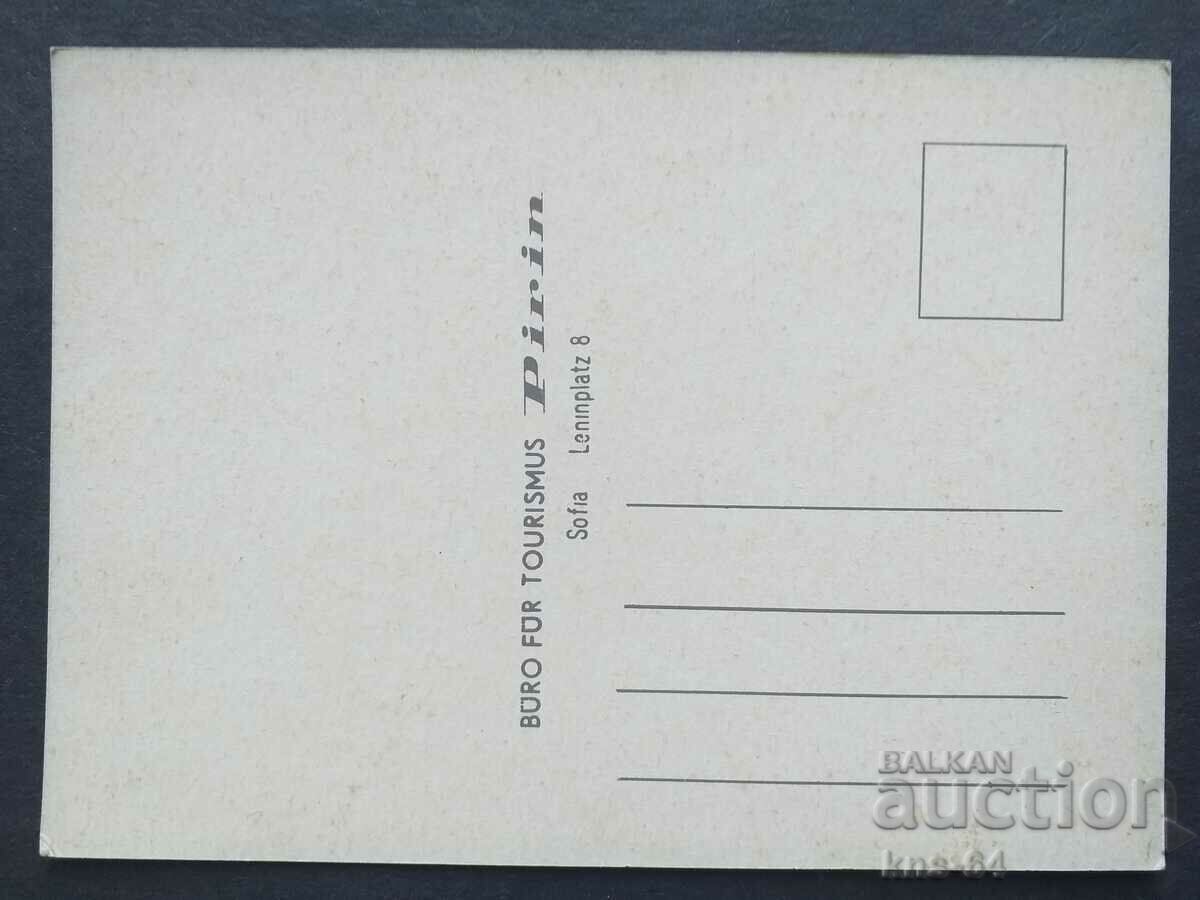 BÜRO FÜR TOURISMUS Pirin
Sofia Leninplatz 8
BALKAN
auction
kns-64